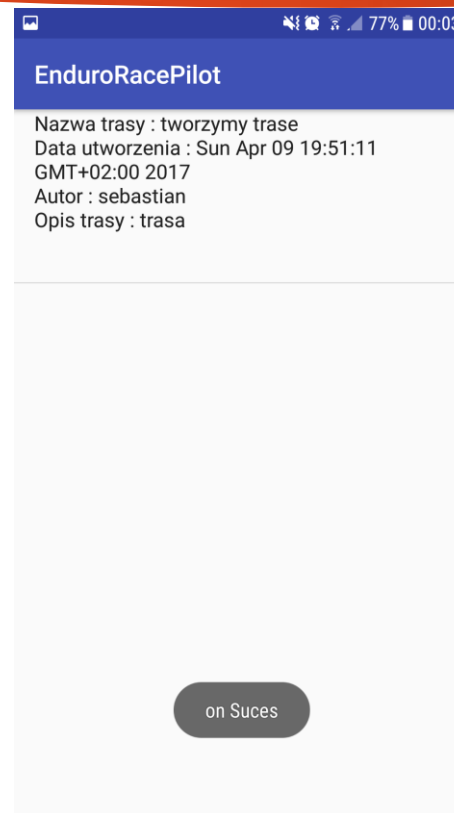 77% 00:03
EnduroRacePilot
Nazwa trasy : tworzymy trase
Data utworzenia : Sun Apr 09 19:51:11
GMT+02:00 2017
Autor : sebastian
Opis trasy : trasa
on Suces